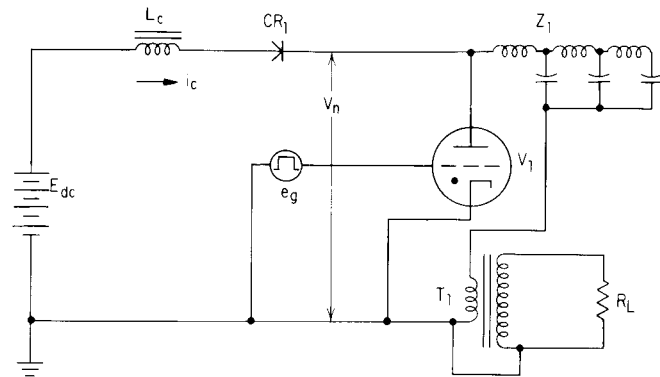 L_c
CR_1
Z_1
i_c
V_n
V_1
e_g
E_dc
T_1
R_L